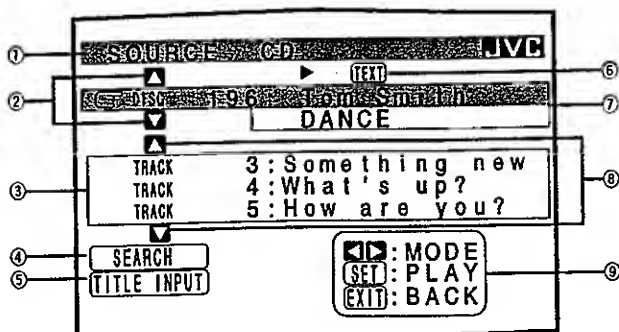 ① SOURCE / CD JVC
▶ TEXT ⑥
② DISC 196 Tom Smith ⑦
DANCE
③ TRACK 3:Something new ⑧
TRACK 4:What's up?
TRACK 5:How are you?
④ SEARCH
⑤ TITLE INPUT
◀▶:MODE
SET:PLAY ⑨
EXIT:BACK